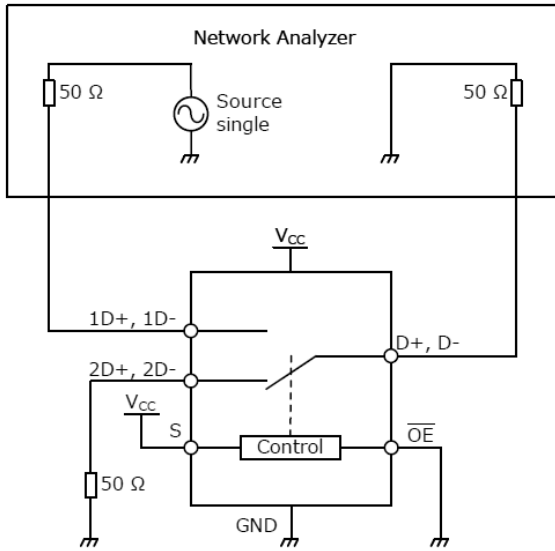 Network Analyzer
50 Ω
Source
single
50 Ω
VCC
1D+, 1D-
D+, D-
2D+, 2D-
VCC
S
Control
OE
50 Ω
GND